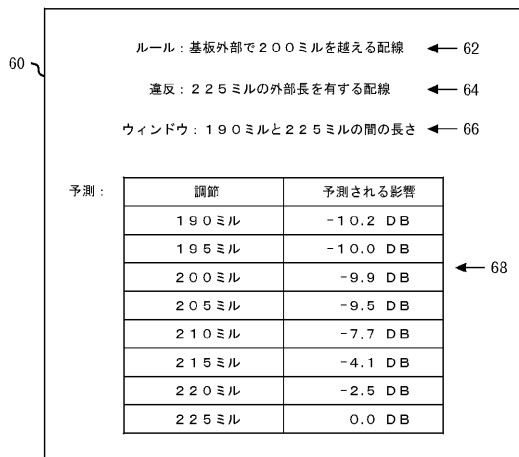 ルール：基板外部で２００ミルを越える配線 62
60
違反：２２５ミルの外部長を有する配線 64
ウィンドウ：１９０ミルと２２５ミルの間の長さ 66
予測：
調節 予測される影響
１９０ミル -10.2 DB
１９５ミル -10.0 DB
68
２００ミル -9.9 DB
２０５ミル -9.5 DB
２１０ミル -7.7 DB
２１５ミル -4.1 DB
２２０ミル -2.5 DB
２２５ミル 0.0 DB